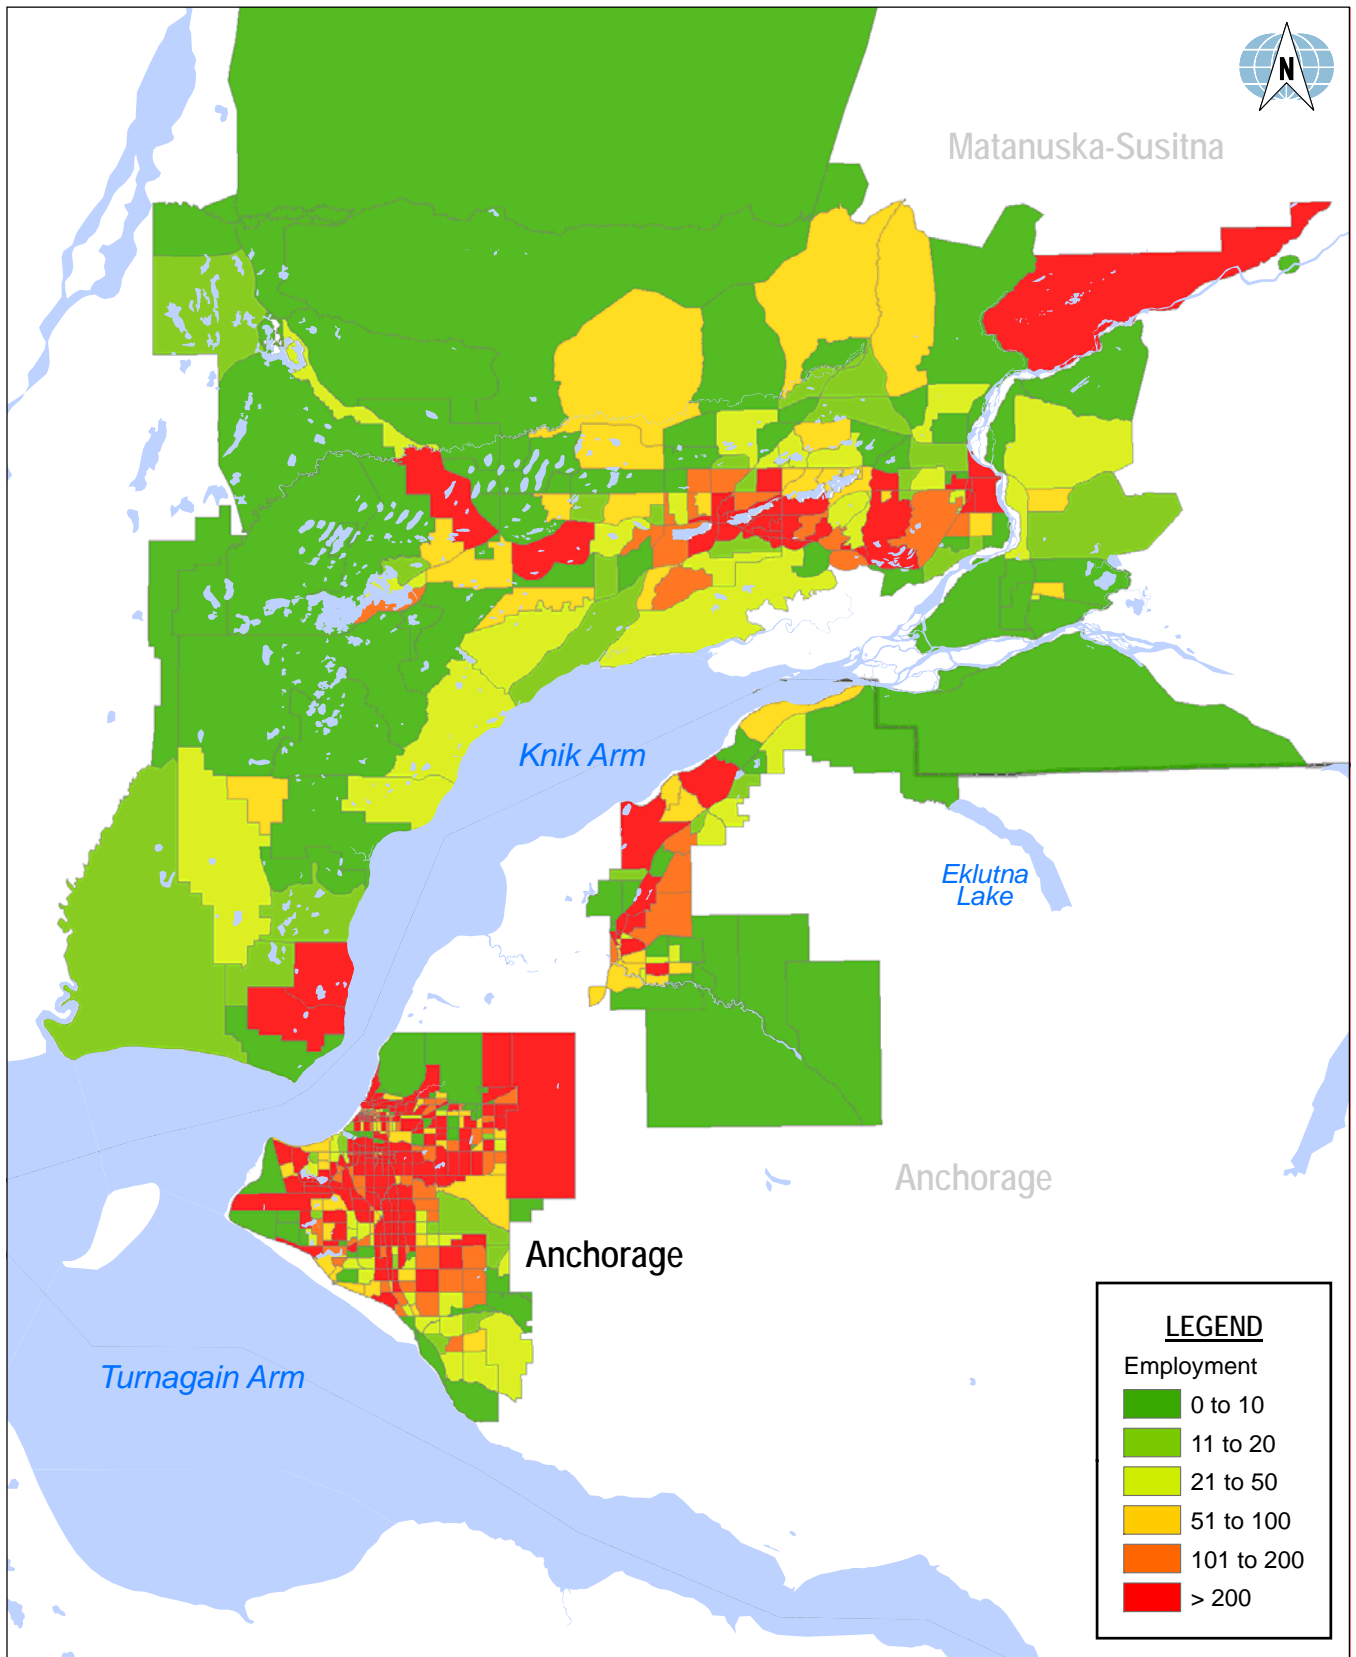 N
Matanuska-Susitna
Knik Arm
Eklutna
Lake
Anchorage
Anchorage
Turnagain Arm
LEGEND
Employment
0 to 10
11 to 20
21 to 50
51 to 100
101 to 200
> 200